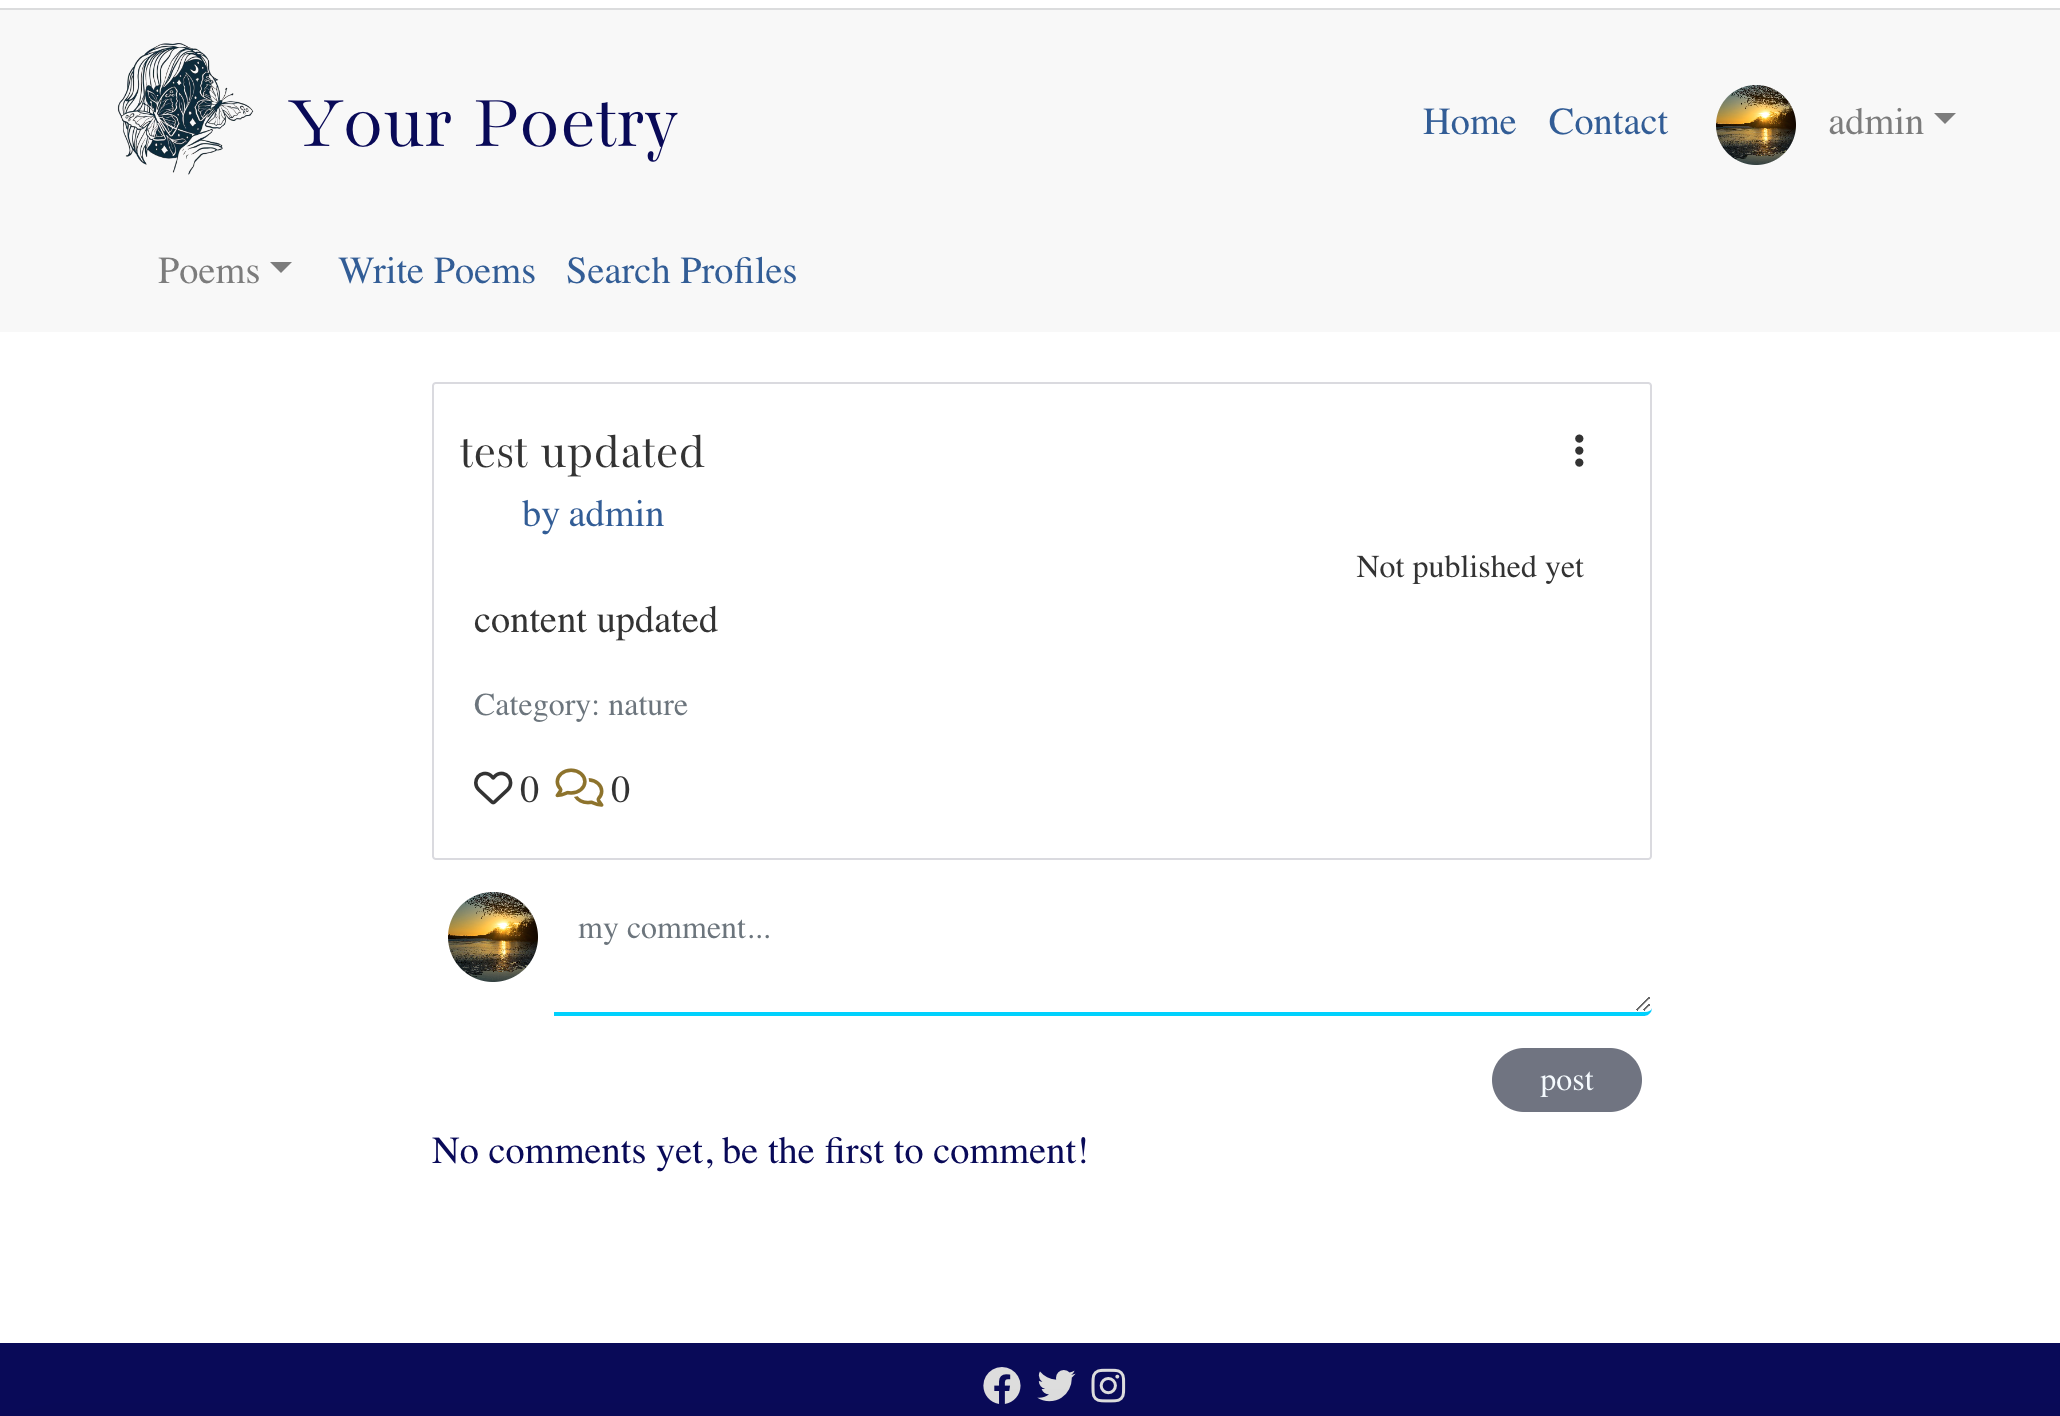 Your Poetry
Home Contact admin
Poems Write Poems Search Profiles
test updated
by admin
Not published yet
content updated
Category: nature
0 0
my comment...
post
No comments yet, be the first to comment!